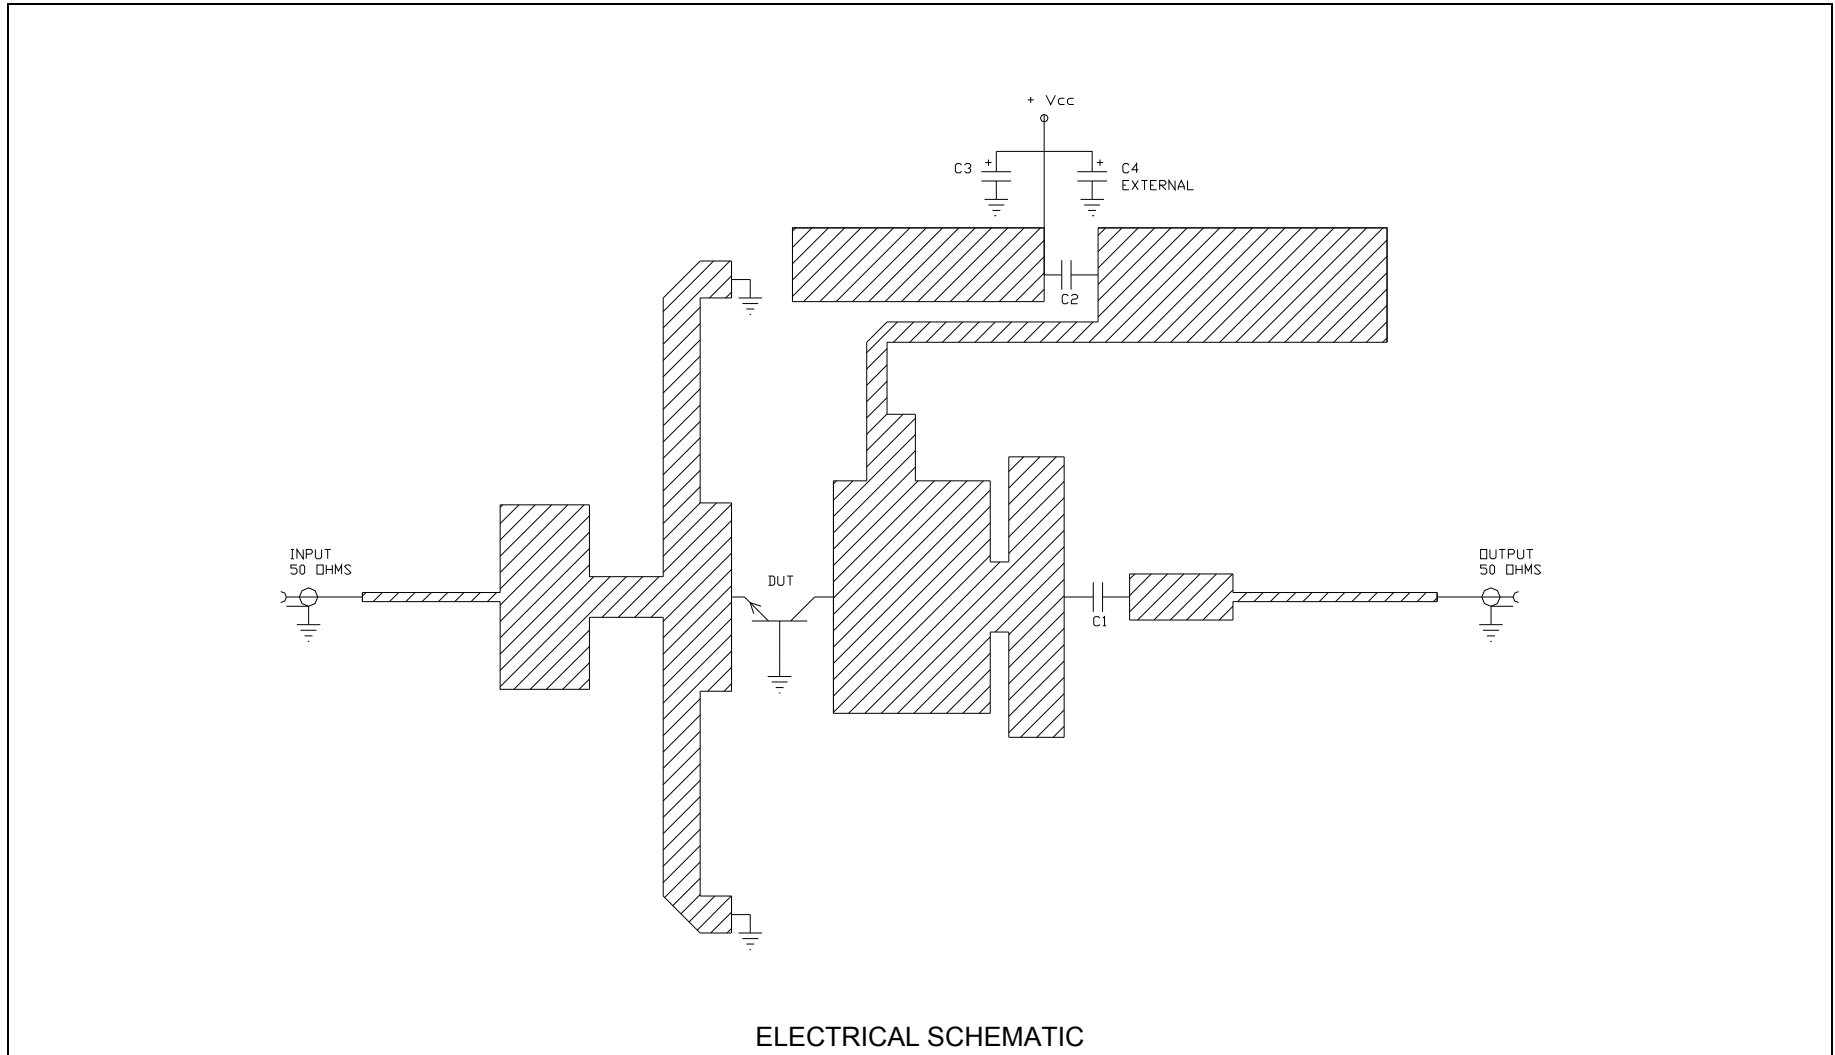 + Vcc
C3 +
+ C4
EXTERNAL
C2
INPUT
50 OHMS
DUT
OUTPUT
50 OHMS
C1
ELECTRICAL SCHEMATIC